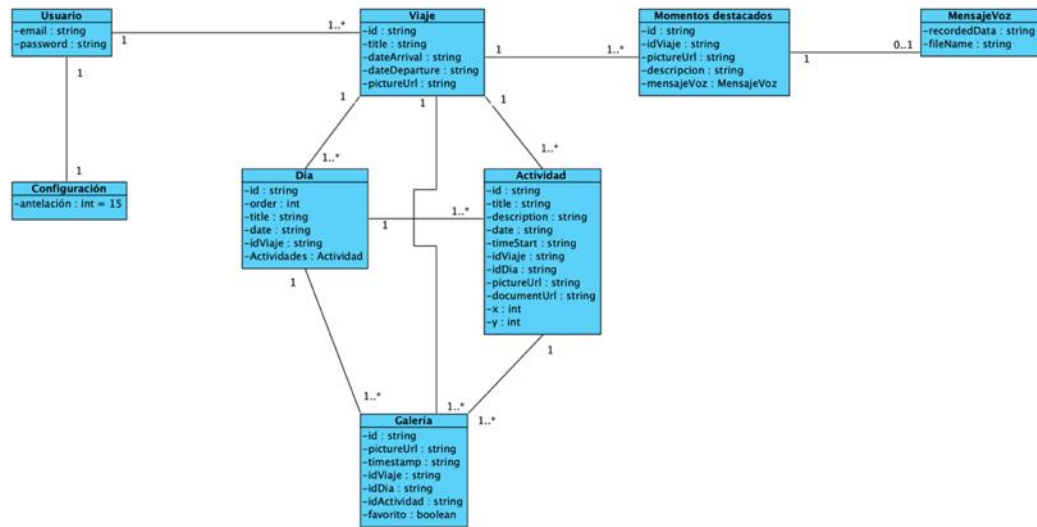 Usuario
-email : string
-password : string
1
1..*
1
1
Configuración
-antelación : int = 15
Viaje
-id : string
-title : string
-dateArrival : string
-dateDeparture : string
-pictureUrl : string
1
1..*
Momentos destacados
-id : string
-idViaje : string
-pictureUrl : string
-descripcion : string
-mensajeVoz : MensajeVoz
1
0..1
MensajeVoz
-recordedData : string
-fileName : string
1
1
1
1..*
1..*
Dia
-id : string
-order : int
-title : string
-date : string
-idViaje : string
-Actividades : Actividad
1
1..*
Actividad
-id : string
-title : string
-description : string
-date : string
-timeStart : string
-idViaje : string
-idDia : string
-pictureUrl : string
-documentUrl : string
-x : int
-y : int
1
1
1..*
1..*
1..*
Galería
-id : string
-pictureUrl : string
-timestamp : string
-idViaje : string
-idDia : string
-idActividad : string
-favorito : boolean